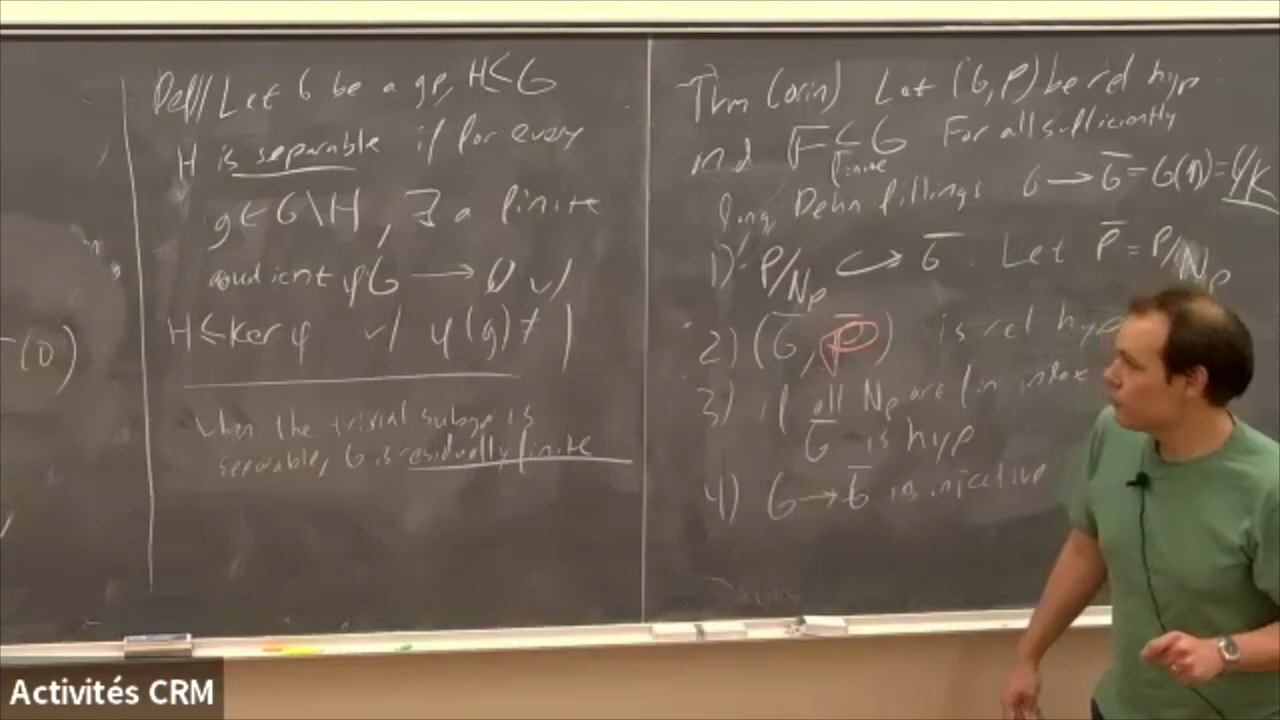 Def// Let G be a gp, H ≤ G
H is separable if for every
g ∈ G \ H, ∃ a finite
quotient φ G → Q w/
H ≤ ker φ w/ φ(g) ≠ 1
When the trivial subgp is
separable, G is residually finite
(0)
Thm (Osin) Let (G, P) be rel hyp
and F ⊂ G For all sufficiently
finite
long Dehn fillings G → G̅ = G(N) = G/K
1) P/N_P ↪ G̅ Let P̅ = P/N_P
2) (G̅, P̅) is rel hyp
3) if all N_P are fin index
G̅ is hyp
4) G → G̅ is injective
Activités CRM